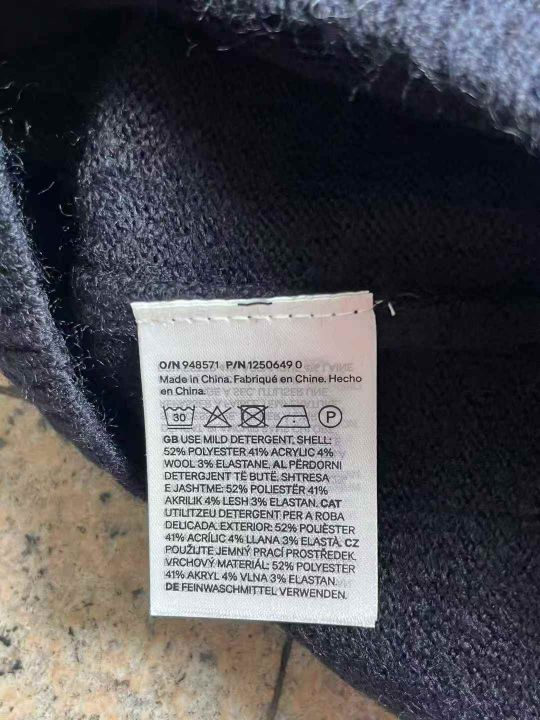 O/N 948571 P/N 1250649 0
Made in China. Fabriqué en Chine. Hecho
en China.
30 P
GB USE MILD DETERGENT. SHELL:
52% POLYESTER 41% ACRYLIC 4%
WOOL 3% ELASTANE. AL PËRDORNI
DETERGJENT TË BUTË. SHTRESA
E JASHTME: 52% POLIESTËR 41%
AKRILIK 4% LESH 3% ELASTAN. CAT
UTILITZEU DETERGENT PER A ROBA
DELICADA. EXTERIOR: 52% POLIÈSTER
41% ACRÍLIC 4% LLANA 3% ELASTÀ. CZ
POUŽIJTE JEMNÝ PRACÍ PROSTŘEDEK.
VRCHOVÝ MATERIÁL: 52% POLYESTER
41% AKRYL 4% VLNA 3% ELASTAN.
DE FEINWASCHMITTEL VERWENDEN.